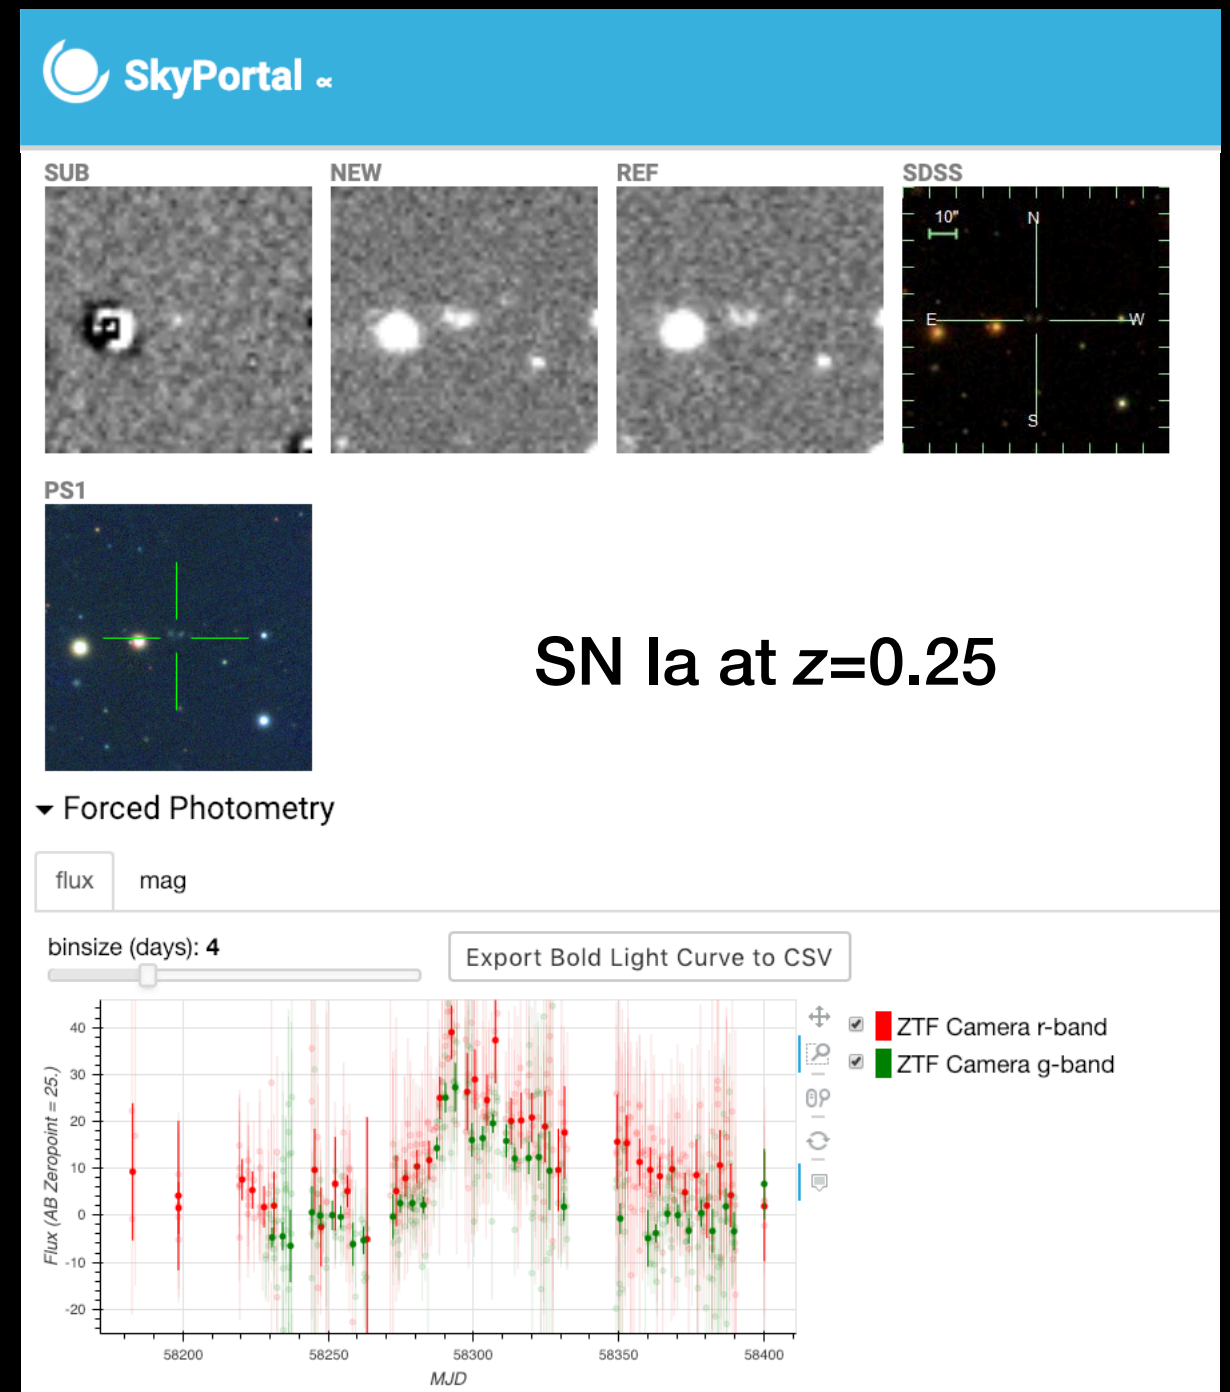 SkyPortal ∝
SUB
NEW
REF
SDSS
10"
N
E
W
S
PS1
SN Ia at z=0.25
Forced Photometry
flux
mag
binsize (days): 4
Export Bold Light Curve to CSV
Flux (AB Zeropoint = 25.)
40
30
20
10
0
-10
-20
58200
58250
58300
58350
58400
MJD
ZTF Camera r-band
ZTF Camera g-band